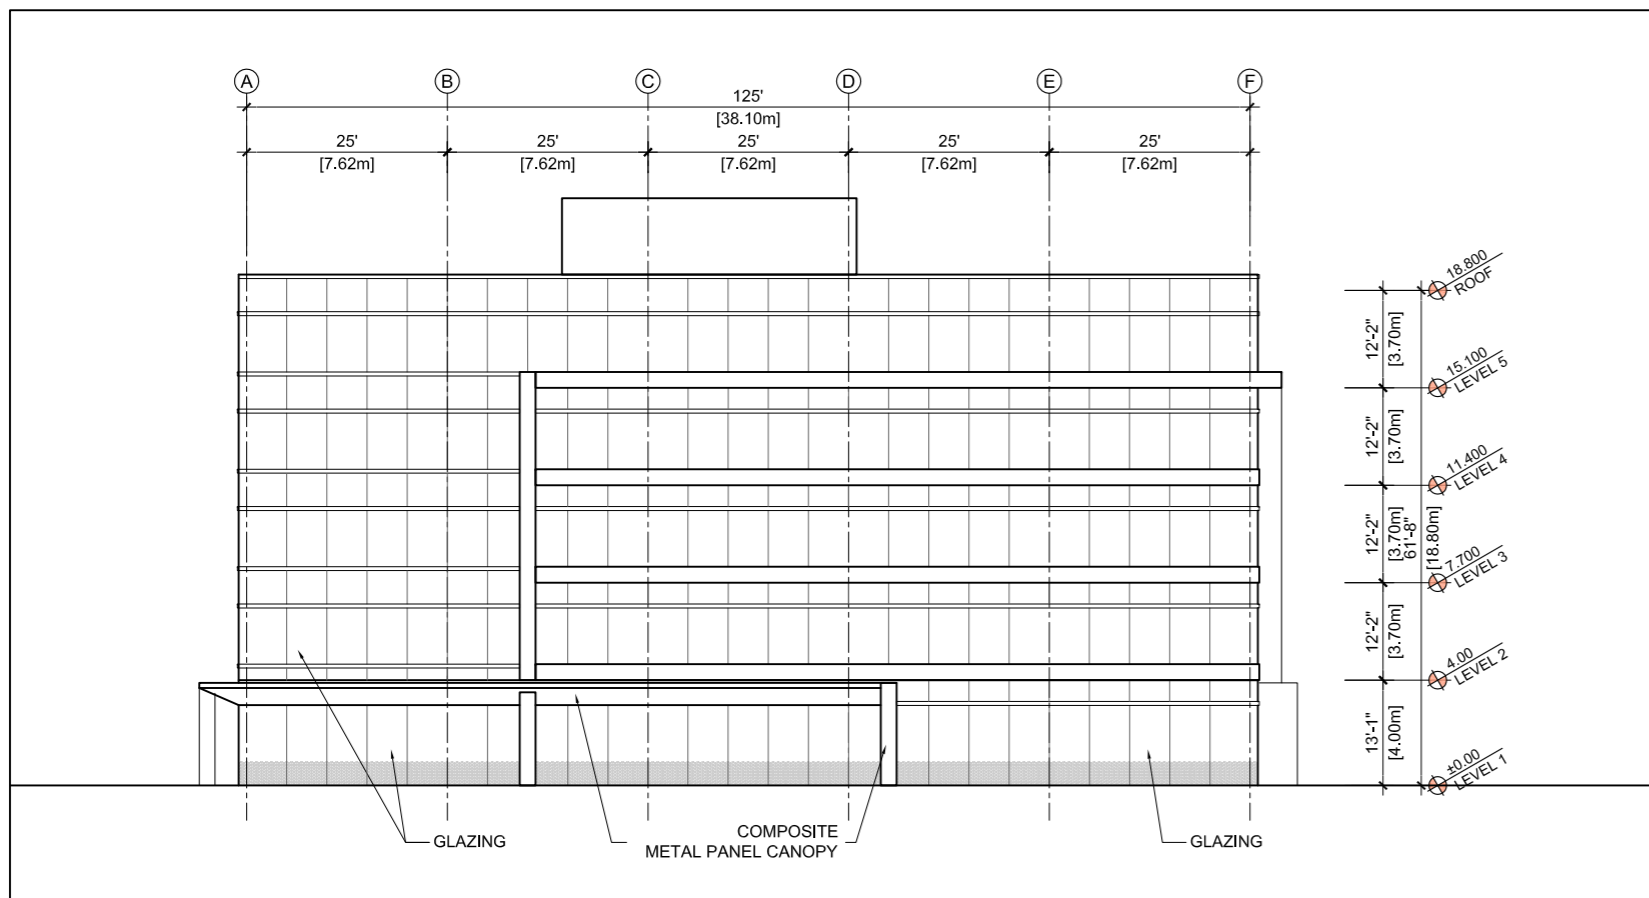 A B C D E F
125'
[38.10m]
25' 25' 25' 25' 25'
[7.62m] [7.62m] [7.62m] [7.62m] [7.62m]
18.800
ROOF
12'-2"
[3.70m]
15.100
LEVEL 5
12'-2"
[3.70m]
11.400
LEVEL 4
12'-2"
[3.70m]
61'-8"
[18.80m]
7.700
LEVEL 3
12'-2"
[3.70m]
4.00
LEVEL 2
13'-1"
[4.00m]
±0.00
LEVEL 1
GLAZING
COMPOSITE
METAL PANEL CANOPY
GLAZING